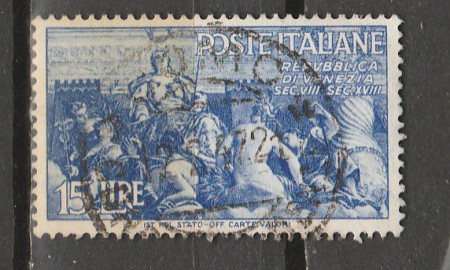 POSTE ITALIANE
REPVBBLICA
DI VENEZIA
SEC.VIII-SEC.XVIII
15 LIRE
IST. POL. STATO-OFF. CARTE VALORI